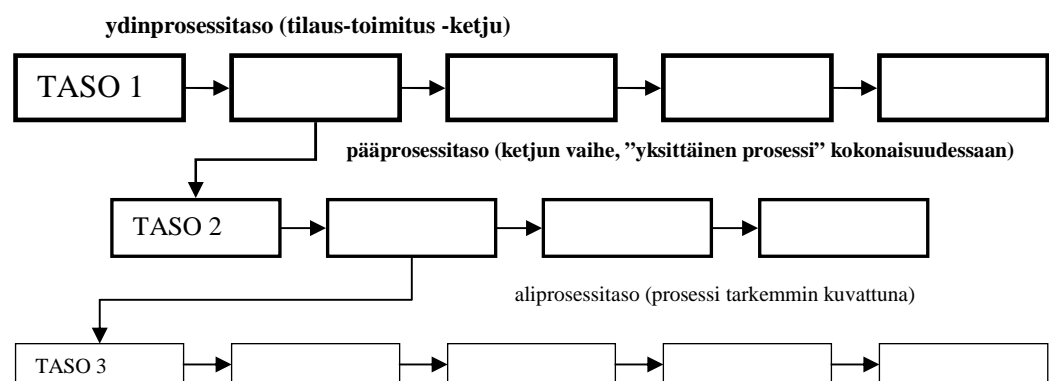 ydinprosessitaso (tilaus-toimitus -ketju)
TASO 1
pääprosessitaso (ketjun vaihe, ”yksittäinen prosessi” kokonaisuudessaan)
TASO 2
aliprosessitaso (prosessi tarkemmin kuvattuna)
TASO 3